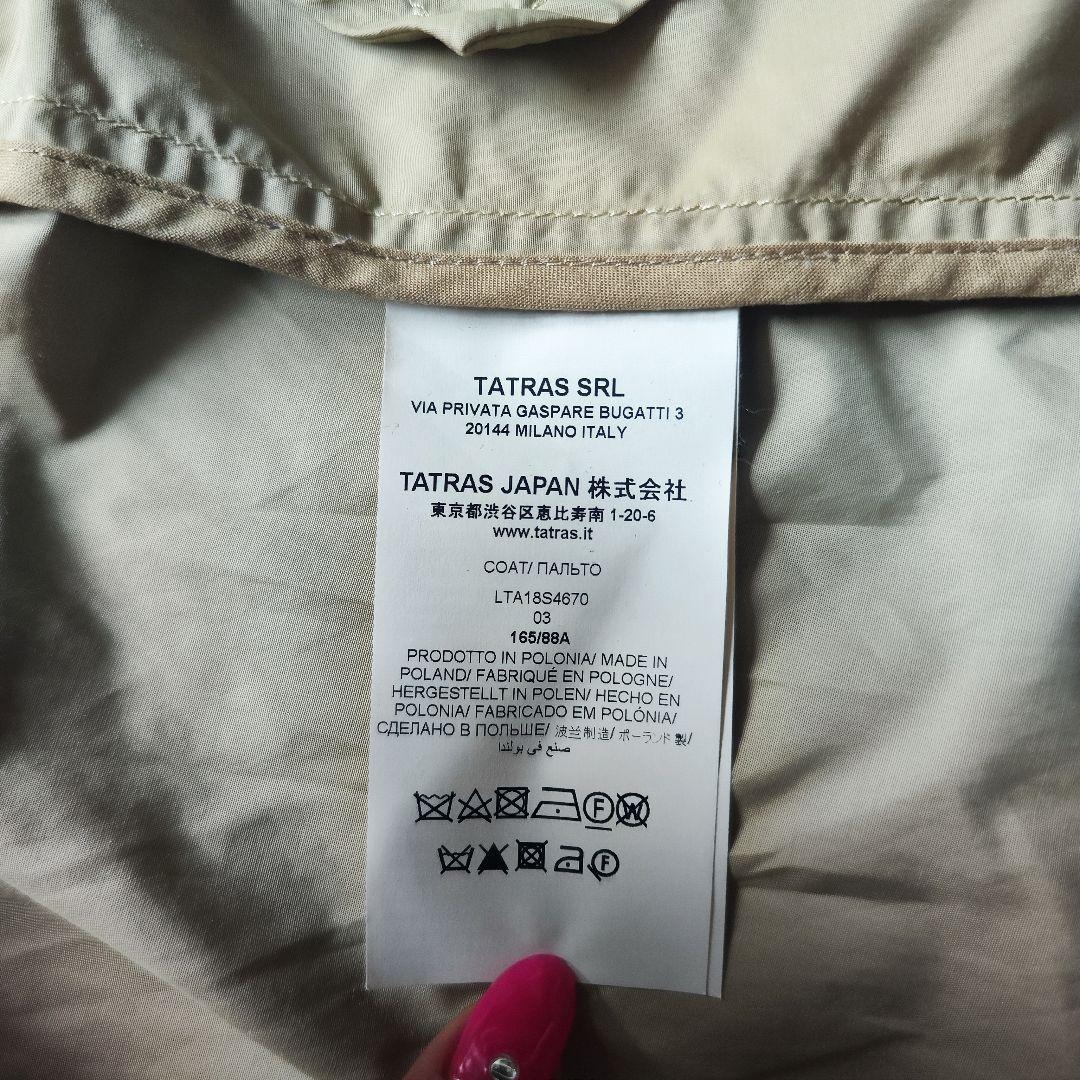 TATRAS SRL
VIA PRIVATA GASPARE BUGATTI 3
20144 MILANO ITALY
TATRAS JAPAN 株式会社
東京都渋谷区恵比寿南 1-20-6
www.tatras.it
COAT/ ПАЛЬТО
LTA18S4670
03
165/88A
PRODOTTO IN POLONIA/ MADE IN
POLAND/ FABRIQUÉ EN POLOGNE/
HERGESTELLT IN POLEN/ HECHO EN
POLONIA/ FABRICADO EM POLÓNIA/
СДЕЛАНО В ПОЛЬШЕ/ 波兰制造/ ポーランド 製/
صنع في بولندا
F W
F